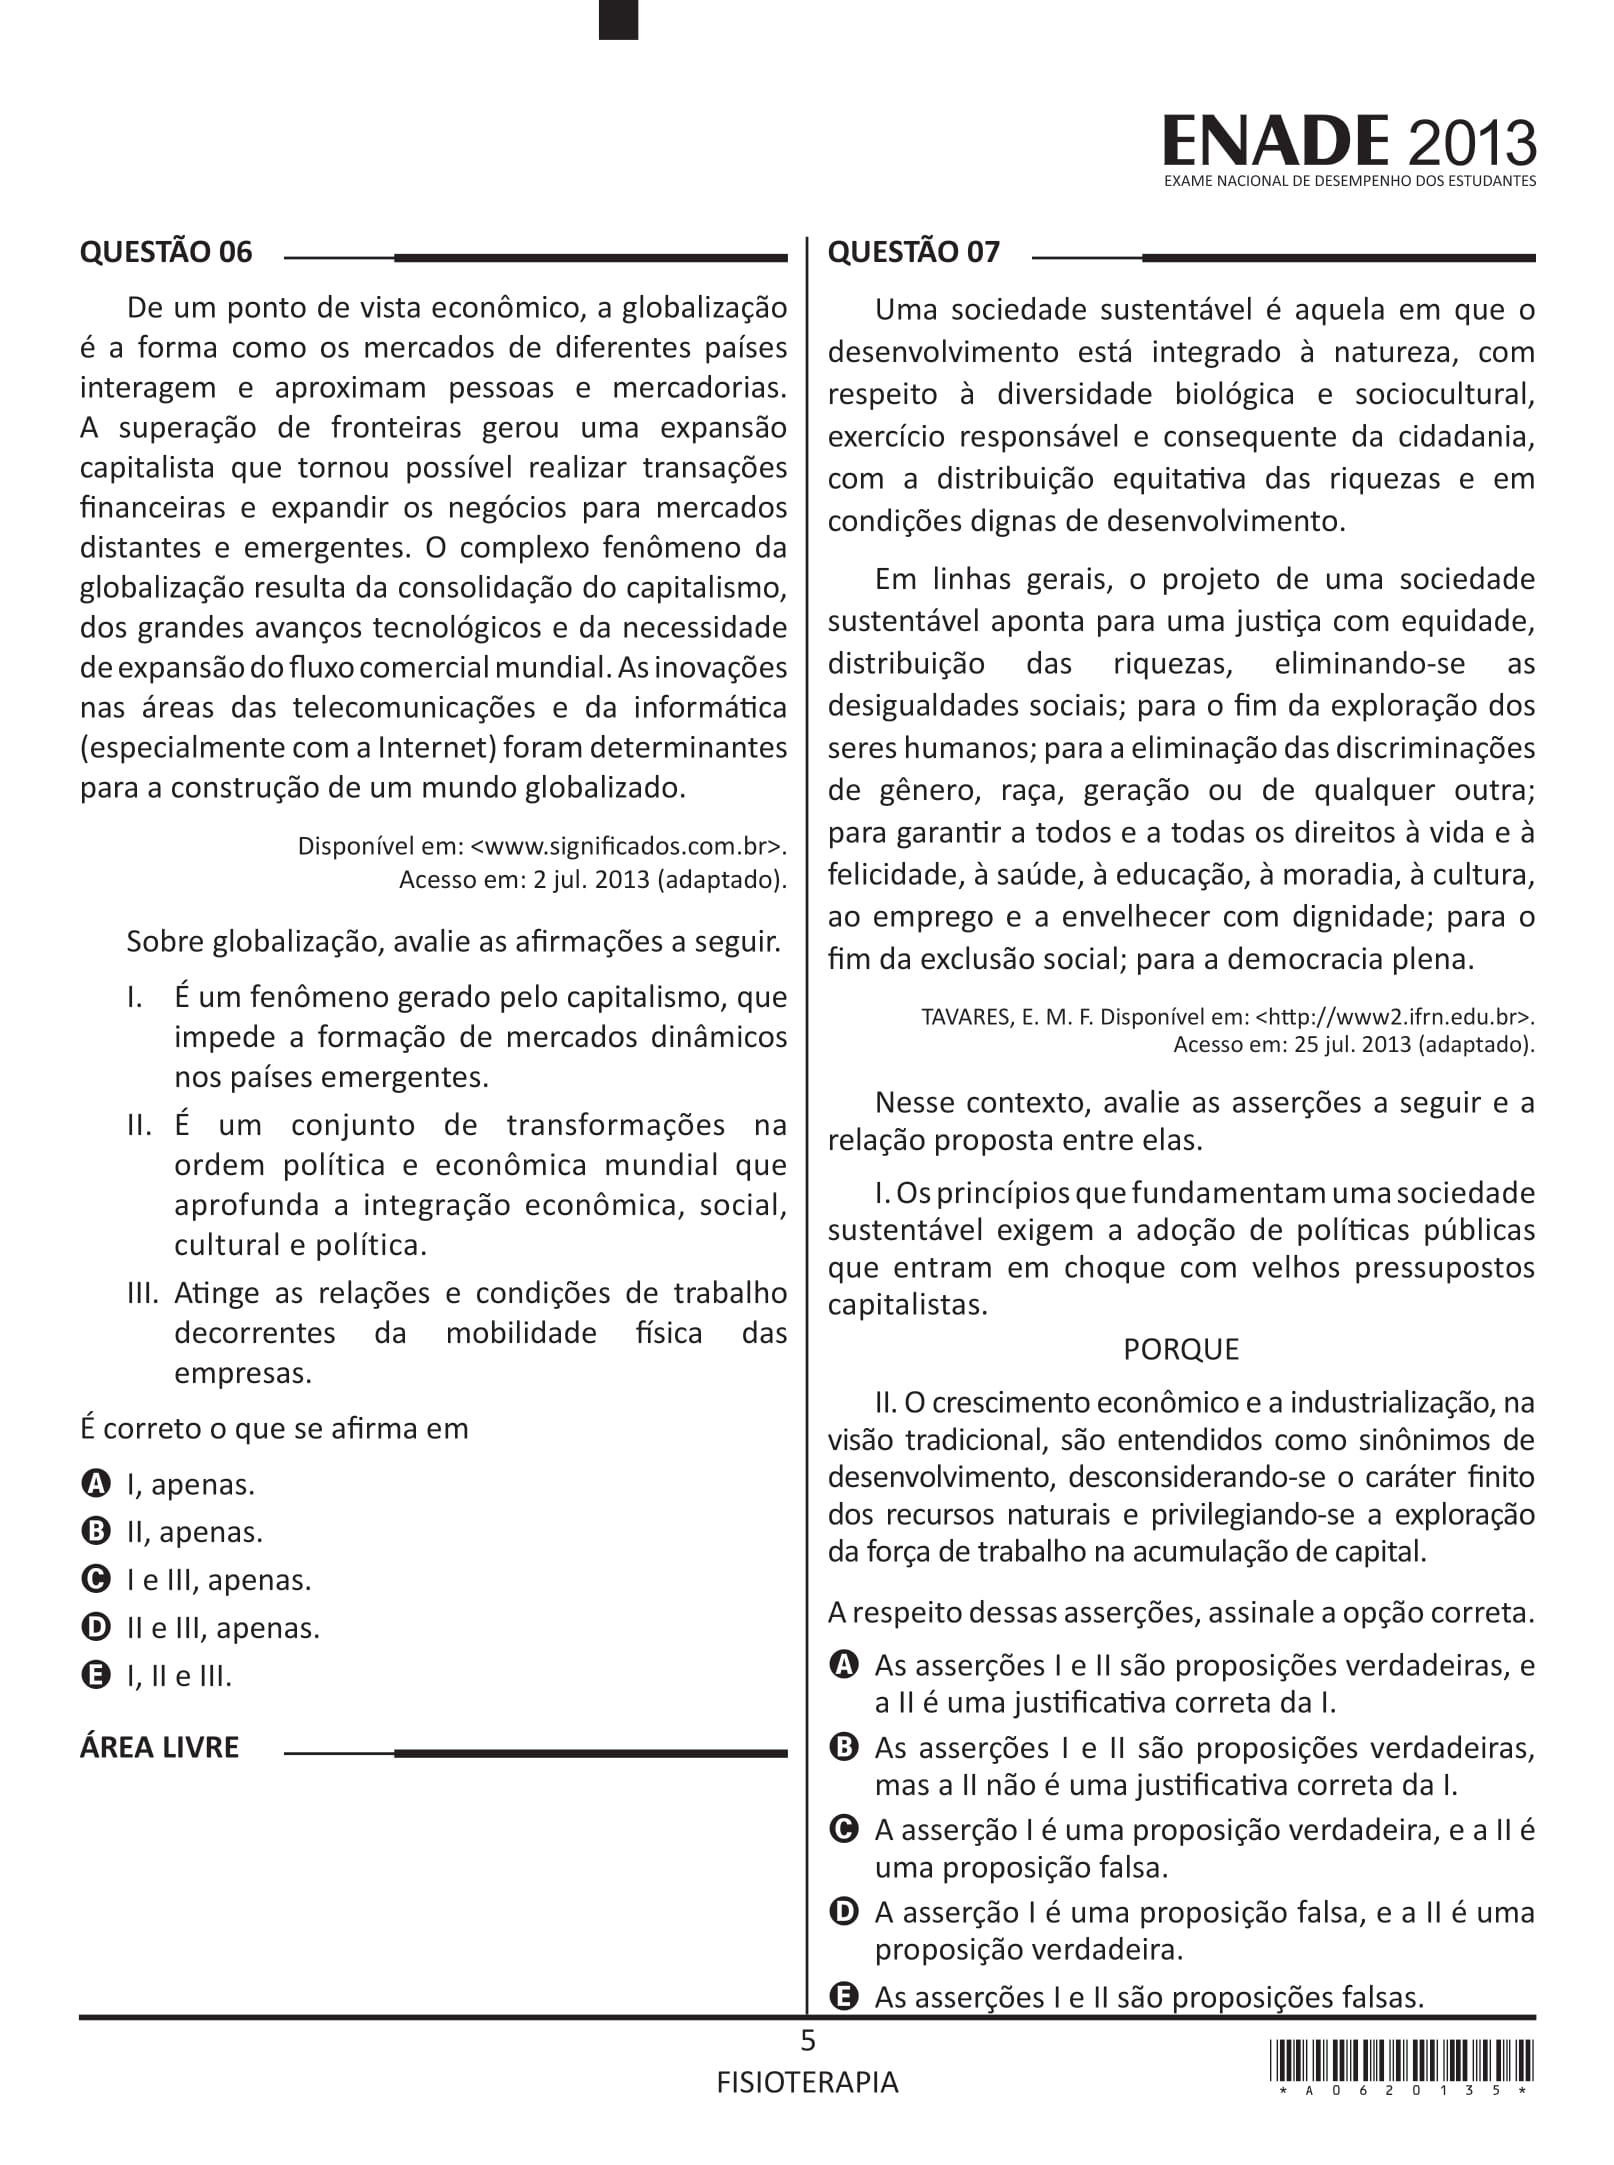 ENADE 2013
EXAME NACIONAL DE DESEMPENHO DOS ESTUDANTES
QUESTÃO 06
De um ponto de vista econômico, a globalização
é a forma como os mercados de diferentes países
interagem e aproximam pessoas e mercadorias.
A superação de fronteiras gerou uma expansão
capitalista que tornou possível realizar transações
financeiras e expandir os negócios para mercados
distantes e emergentes. O complexo fenômeno da
globalização resulta da consolidação do capitalismo,
dos grandes avanços tecnológicos e da necessidade
de expansão do fluxo comercial mundial. As inovações
nas áreas das telecomunicações e da informática
(especialmente com a Internet) foram determinantes
para a construção de um mundo globalizado.
Disponível em: <www.significados.com.br>.
Acesso em: 2 jul. 2013 (adaptado).
Sobre globalização, avalie as afirmações a seguir.
I. É um fenômeno gerado pelo capitalismo, que
impede a formação de mercados dinâmicos
nos países emergentes.
II. É um conjunto de transformações na
ordem política e econômica mundial que
aprofunda a integração econômica, social,
cultural e política.
III. Atinge as relações e condições de trabalho
decorrentes da mobilidade física das
empresas.
É correto o que se afirma em
A I, apenas.
B II, apenas.
C I e III, apenas.
D II e III, apenas.
E I, II e III.
ÁREA LIVRE
QUESTÃO 07
Uma sociedade sustentável é aquela em que o
desenvolvimento está integrado à natureza, com
respeito à diversidade biológica e sociocultural,
exercício responsável e consequente da cidadania,
com a distribuição equitativa das riquezas e em
condições dignas de desenvolvimento.
Em linhas gerais, o projeto de uma sociedade
sustentável aponta para uma justiça com equidade,
distribuição das riquezas, eliminando-se as
desigualdades sociais; para o fim da exploração dos
seres humanos; para a eliminação das discriminações
de gênero, raça, geração ou de qualquer outra;
para garantir a todos e a todas os direitos à vida e à
felicidade, à saúde, à educação, à moradia, à cultura,
ao emprego e a envelhecer com dignidade; para o
fim da exclusão social; para a democracia plena.
TAVARES, E. M. F. Disponível em: <http://www2.ifrn.edu.br>.
Acesso em: 25 jul. 2013 (adaptado).
Nesse contexto, avalie as asserções a seguir e a
relação proposta entre elas.
I. Os princípios que fundamentam uma sociedade
sustentável exigem a adoção de políticas públicas
que entram em choque com velhos pressupostos
capitalistas.
PORQUE
II. O crescimento econômico e a industrialização, na
visão tradicional, são entendidos como sinônimos de
desenvolvimento, desconsiderando-se o caráter finito
dos recursos naturais e privilegiando-se a exploração
da força de trabalho na acumulação de capital.
A respeito dessas asserções, assinale a opção correta.
A As asserções I e II são proposições verdadeiras, e
a II é uma justificativa correta da I.
B As asserções I e II são proposições verdadeiras,
mas a II não é uma justificativa correta da I.
C A asserção I é uma proposição verdadeira, e a II é
uma proposição falsa.
D A asserção I é uma proposição falsa, e a II é uma
proposição verdadeira.
E As asserções I e II são proposições falsas.
5
FISIOTERAPIA
*A0620135*